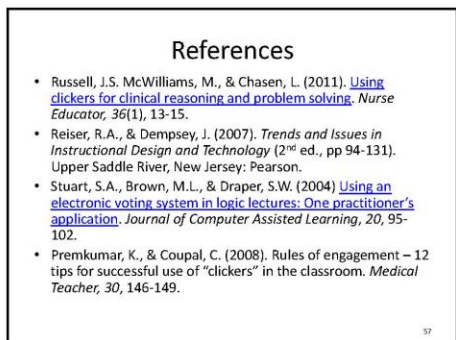 References
• Russell, J.S. McWilliams, M., & Chasen, L. (2011). Using
clickers for clinical reasoning and problem solving. Nurse
Educator, 36(1), 13-15.
• Reiser, R.A., & Dempsey, J. (2007). Trends and Issues in
Instructional Design and Technology (2nd ed., pp 94-131).
Upper Saddle River, New Jersey: Pearson.
• Stuart, S.A., Brown, M.L., & Draper, S.W. (2004) Using an
electronic voting system in logic lectures: One practitioner's
application. Journal of Computer Assisted Learning, 20, 95-
102.
• Premkumar, K., & Coupal, C. (2008). Rules of engagement – 12
tips for successful use of “clickers” in the classroom. Medical
Teacher, 30, 146-149.
57